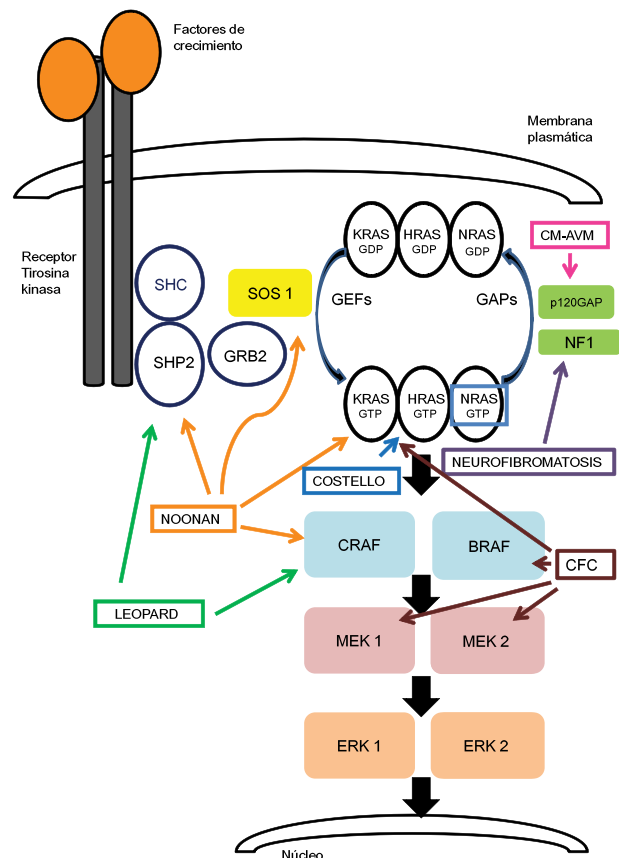 Factores de
crecimiento
Membrana
plasmática
Receptor
Tirosina
kinasa
SHC
SHP2
GRB2
SOS 1
KRAS
GDP
HRAS
GDP
NRAS
GDP
GEFs
GAPs
CM-AVM
p120GAP
NF1
KRAS
GTP
HRAS
GTP
NRAS
GTP
NEUROFIBROMATOSIS
COSTELLO
NOONAN
CRAF
BRAF
CFC
LEOPARD
MEK 1
MEK 2
ERK 1
ERK 2
Núcleo